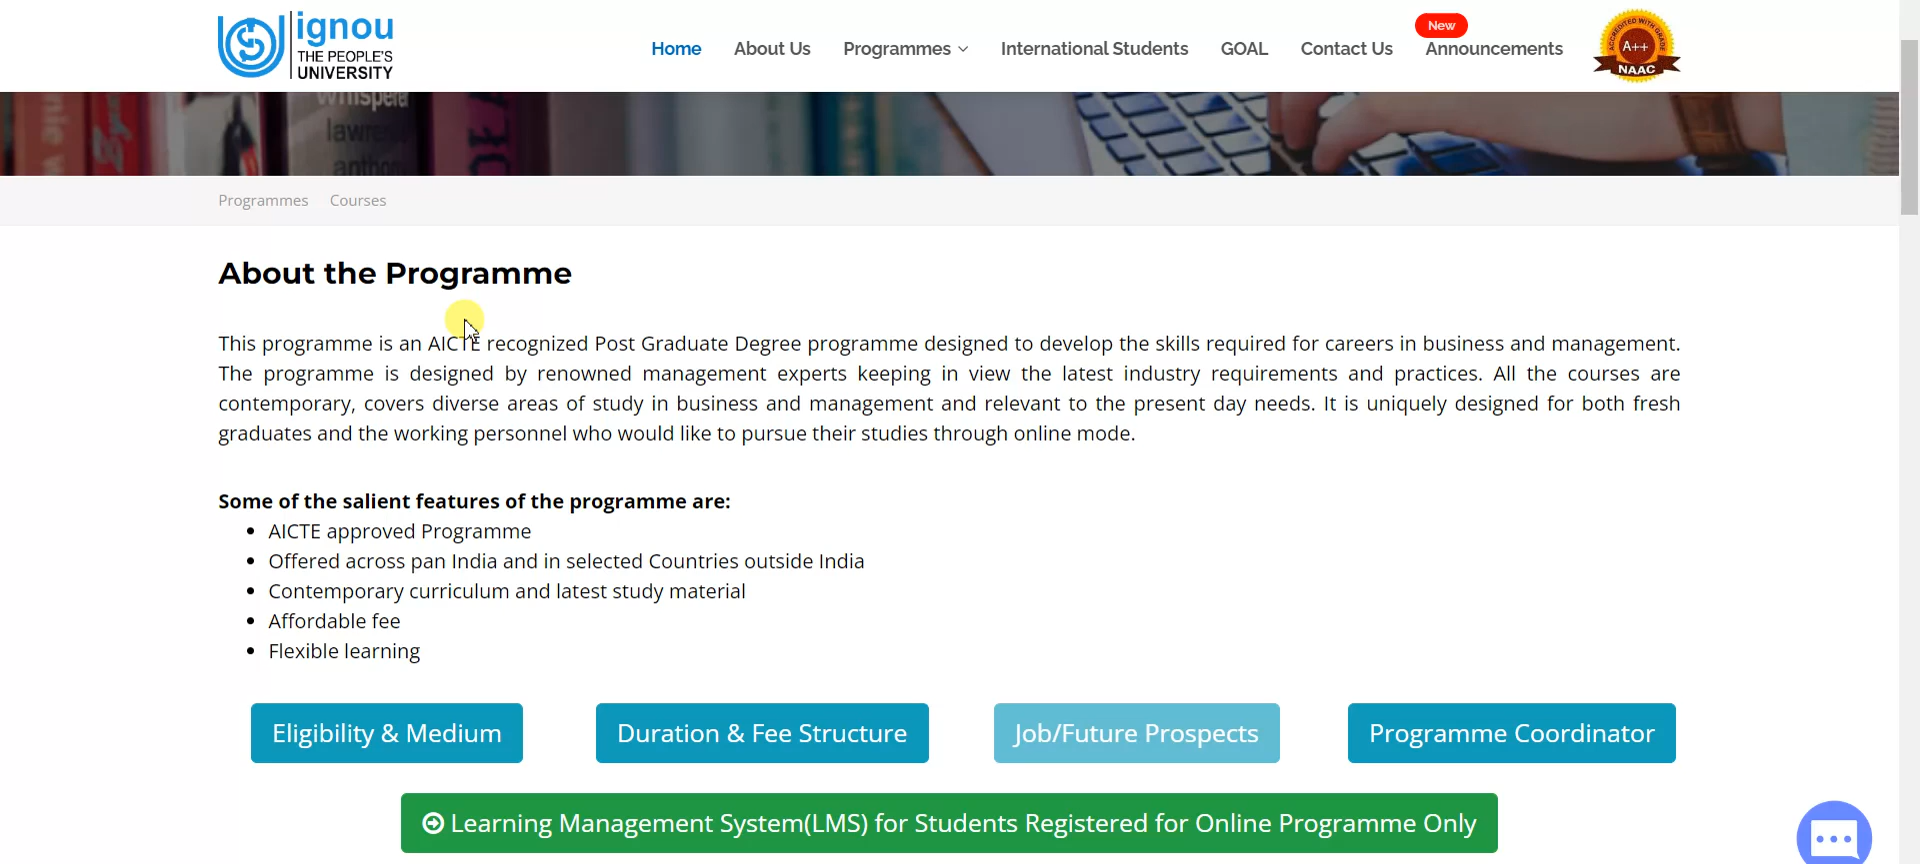 ignou
THE PEOPLE'S
UNIVERSITY
Home
About Us
Programmes
International Students
GOAL
Contact Us
New
Announcements
ACCREDITED WITH GRADE
A++
NAAC
whispera
anthon
Programmes
Courses
About the Programme
This programme is an AICTE recognized Post Graduate Degree programme designed to develop the skills required for careers in business and management.
The programme is designed by renowned management experts keeping in view the latest industry requirements and practices. All the courses are
contemporary, covers diverse areas of study in business and management and relevant to the present day needs. It is uniquely designed for both fresh
graduates and the working personnel who would like to pursue their studies through online mode.
Some of the salient features of the programme are:
• AICTE approved Programme
• Offered across pan India and in selected Countries outside India
• Contemporary curriculum and latest study material
• Affordable fee
• Flexible learning
Eligibility & Medium
Duration & Fee Structure
Job/Future Prospects
Programme Coordinator
Learning Management System(LMS) for Students Registered for Online Programme Only